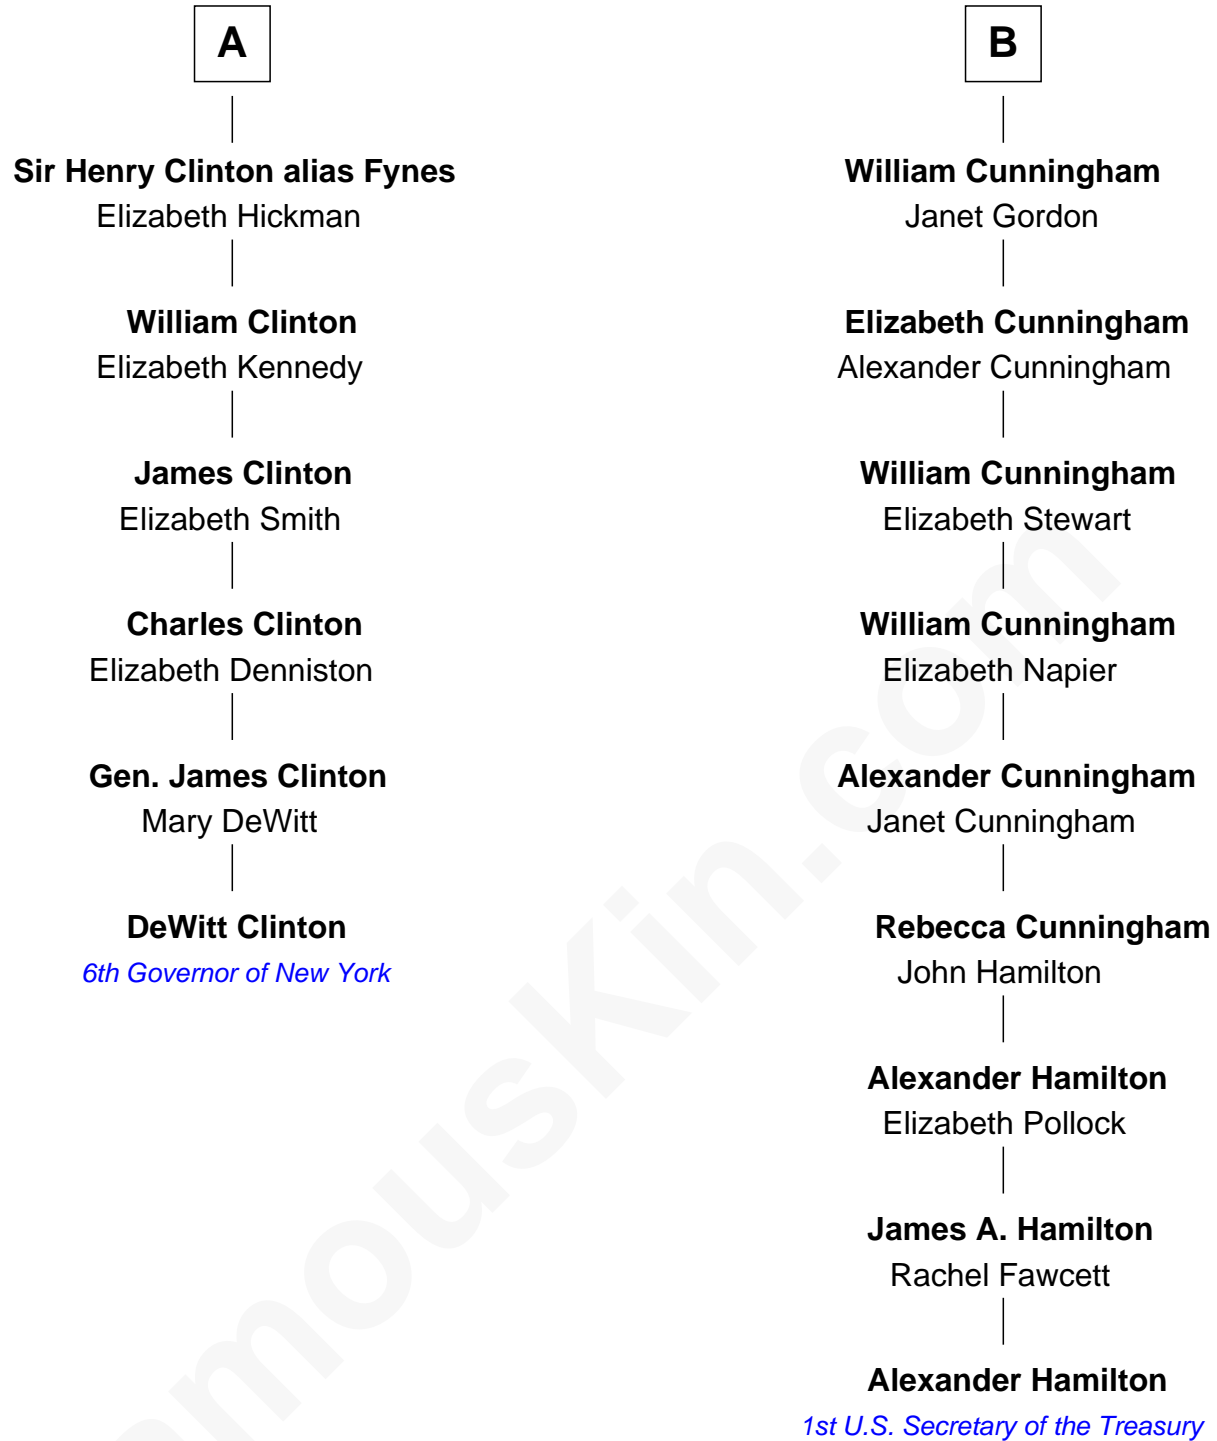 A
Sir Henry Clinton alias Fynes
Elizabeth Hickman
William Clinton
Elizabeth Kennedy
James Clinton
Elizabeth Smith
Charles Clinton
Elizabeth Denniston
Gen. James Clinton
Mary DeWitt
DeWitt Clinton
6th Governor of New York
B
William Cunningham
Janet Gordon
Elizabeth Cunningham
Alexander Cunningham
William Cunningham
Elizabeth Stewart
William Cunningham
Elizabeth Napier
Alexander Cunningham
Janet Cunningham
Rebecca Cunningham
John Hamilton
Alexander Hamilton
Elizabeth Pollock
James A. Hamilton
Rachel Fawcett
Alexander Hamilton
1st U.S. Secretary of the Treasury
amouskin.com